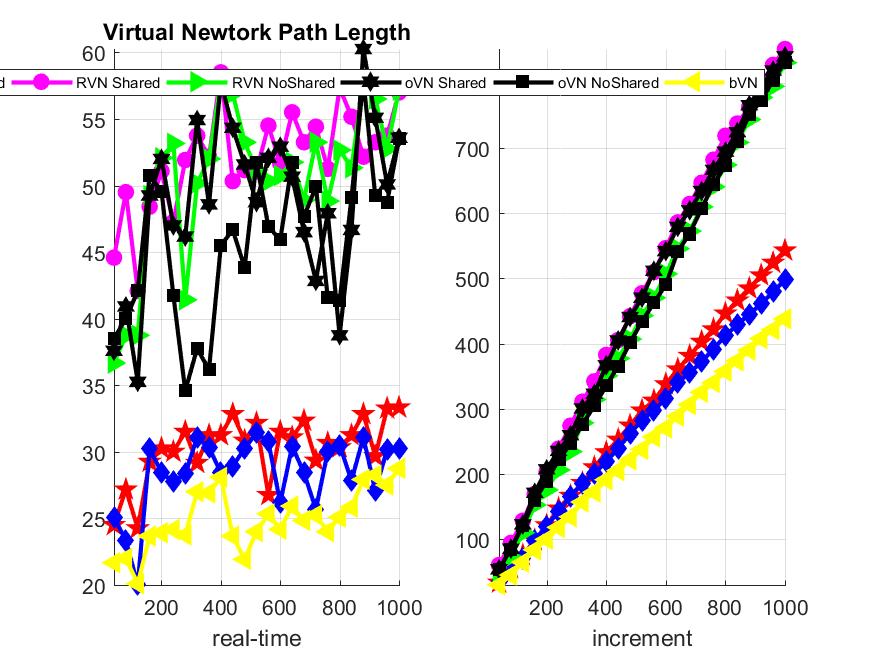 Virtual Newtork Path Length
d RVN Shared RVN NoShared oVN Shared oVN NoShared bVN
60
55
50
45
40
35
30
25
20
200 400 600 800 1000
real-time
700
600
500
400
300
200
100
200 400 600 800 1000
increment